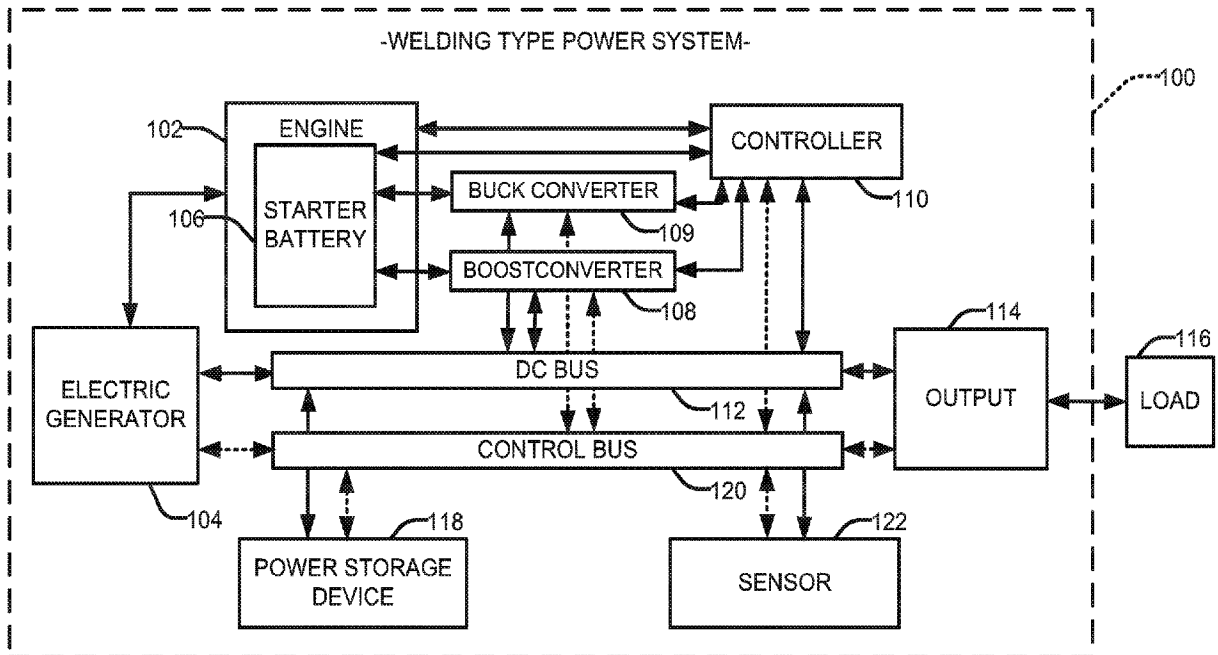 -WELDING TYPE POWER SYSTEM-
100
102
ENGINE
CONTROLLER
110
106
STARTER
BATTERY
BUCK CONVERTER
109
BOOSTCONVERTER
108
114
116
ELECTRIC
GENERATOR
DC BUS
112
OUTPUT
LOAD
CONTROL BUS
120
104
118
122
POWER STORAGE
DEVICE
SENSOR